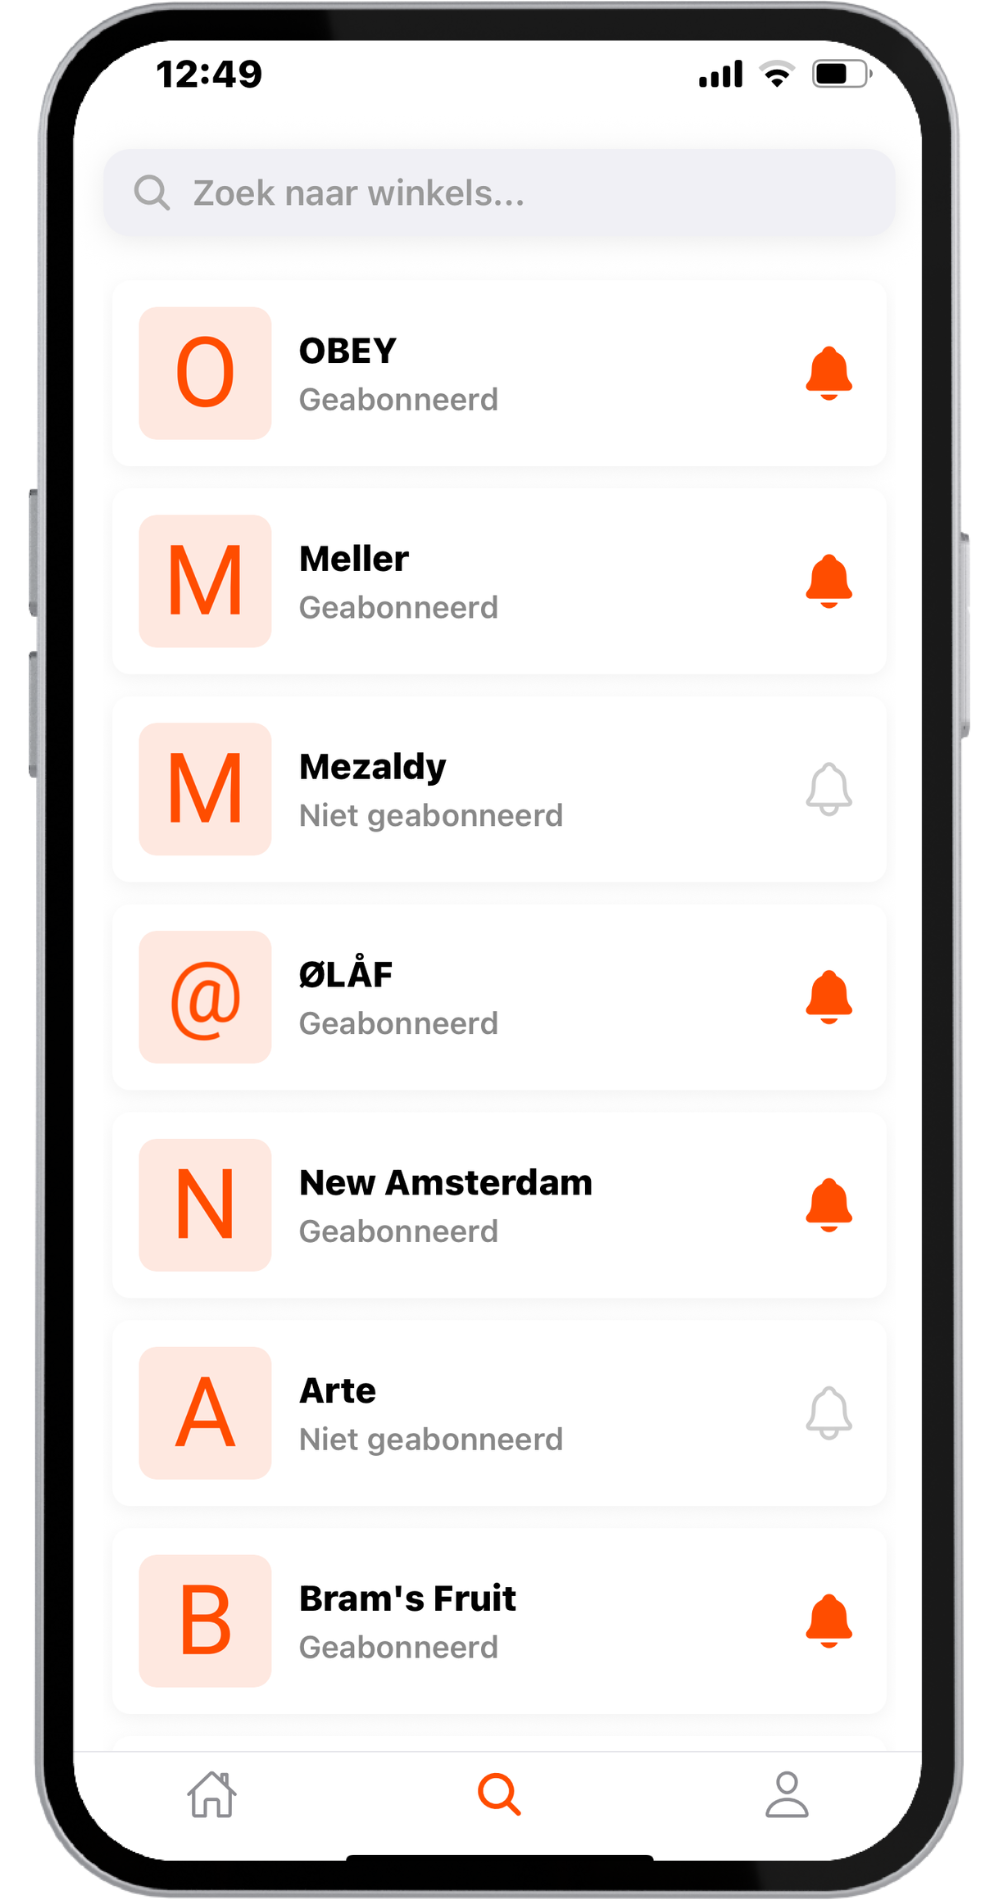 12:49
Zoek naar winkels...
O
OBEY
Geabonneerd
M
Meller
Geabonneerd
M
Mezaldy
Niet geabonneerd
@
ØLÅF
Geabonneerd
N
New Amsterdam
Geabonneerd
A
Arte
Niet geabonneerd
B
Bram's Fruit
Geabonneerd